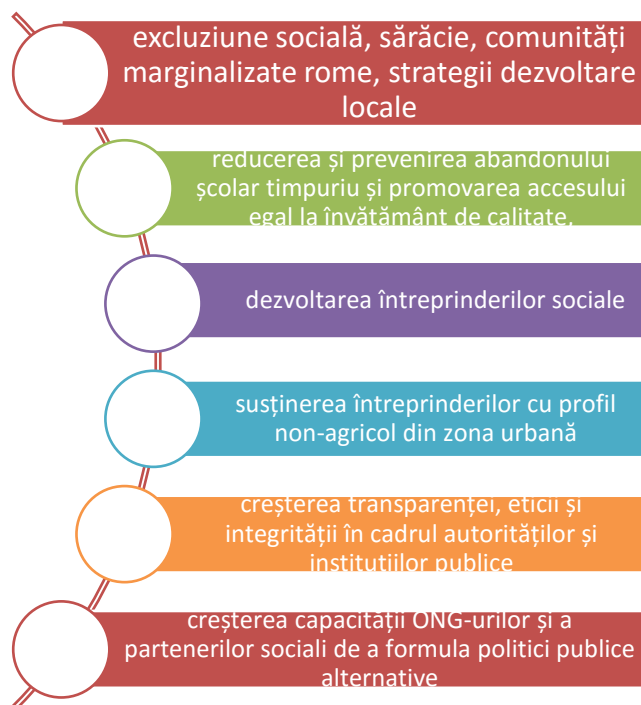 excluziune socială, sărăcie, comunități
marginalizate rome, strategii dezvoltare
locale
reducerea și prevenirea abandonului
școlar timpuriu și promovarea accesului
egal la învătământ de calitate,
dezvoltarea întreprinderilor sociale
susținerea întreprinderilor cu profil
non-agricol din zona urbană
creșterea transparenței, eticii și
integrității în cadrul autorităților și
instituțiilor publice
creșterea capacității ONG-urilor și a
partenerilor sociali de a formula politici publice
alternative